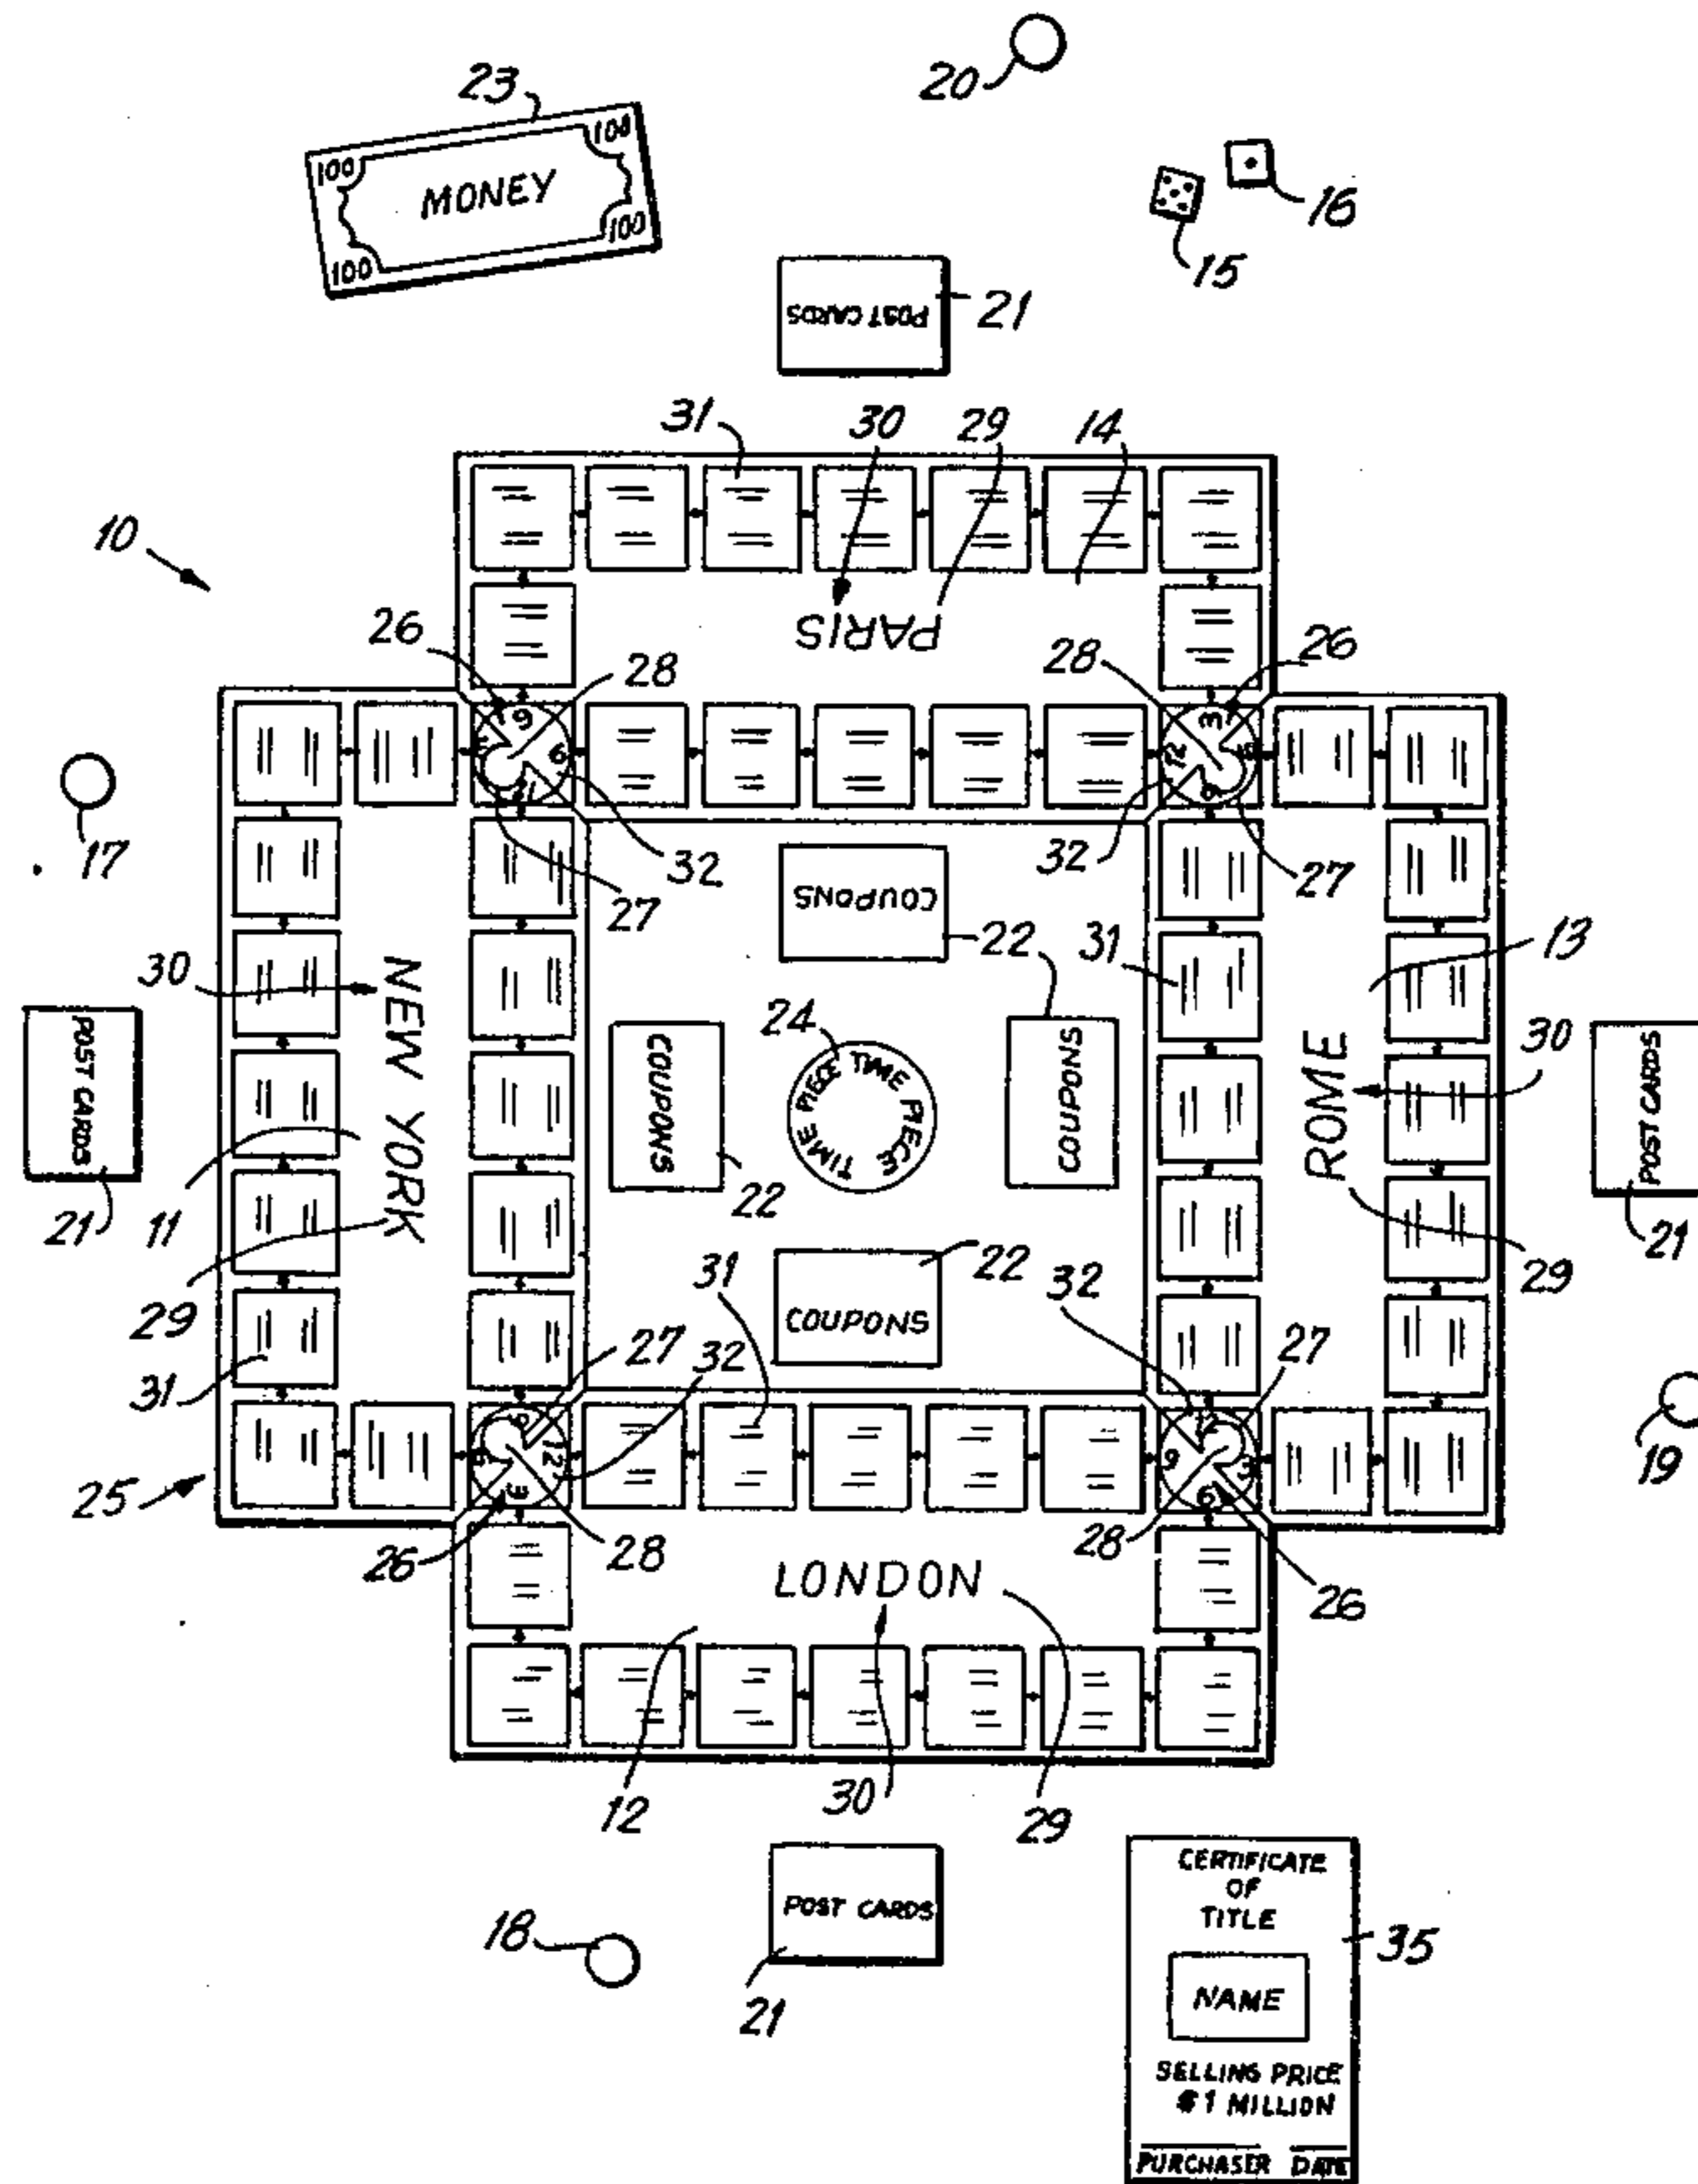 20
23
100 100
MONEY
100 100
16
15
POST CARDS
21
31 30 29 14
10
PARIS
26 28 28 26
9 3
6 12
12 9
17
32 32
27 27
COUPONS
22
31 13
30
NEW YORK
24
22
30
POST CARDS
COUPONS
TIME PIECE TIME PIECE
COUPONS
ROME
POST CARDS
21 11
22
21
29
31 22 32
29
COUPONS
27 32 27
31
19
12 9
3 6
25
26 28 28 26
LONDON
29
12 30 29
POST CARDS
18
21
CERTIFICATE
OF
TITLE
35
NAME
SELLING PRICE
$1 MILLION
PURCHASER DATE